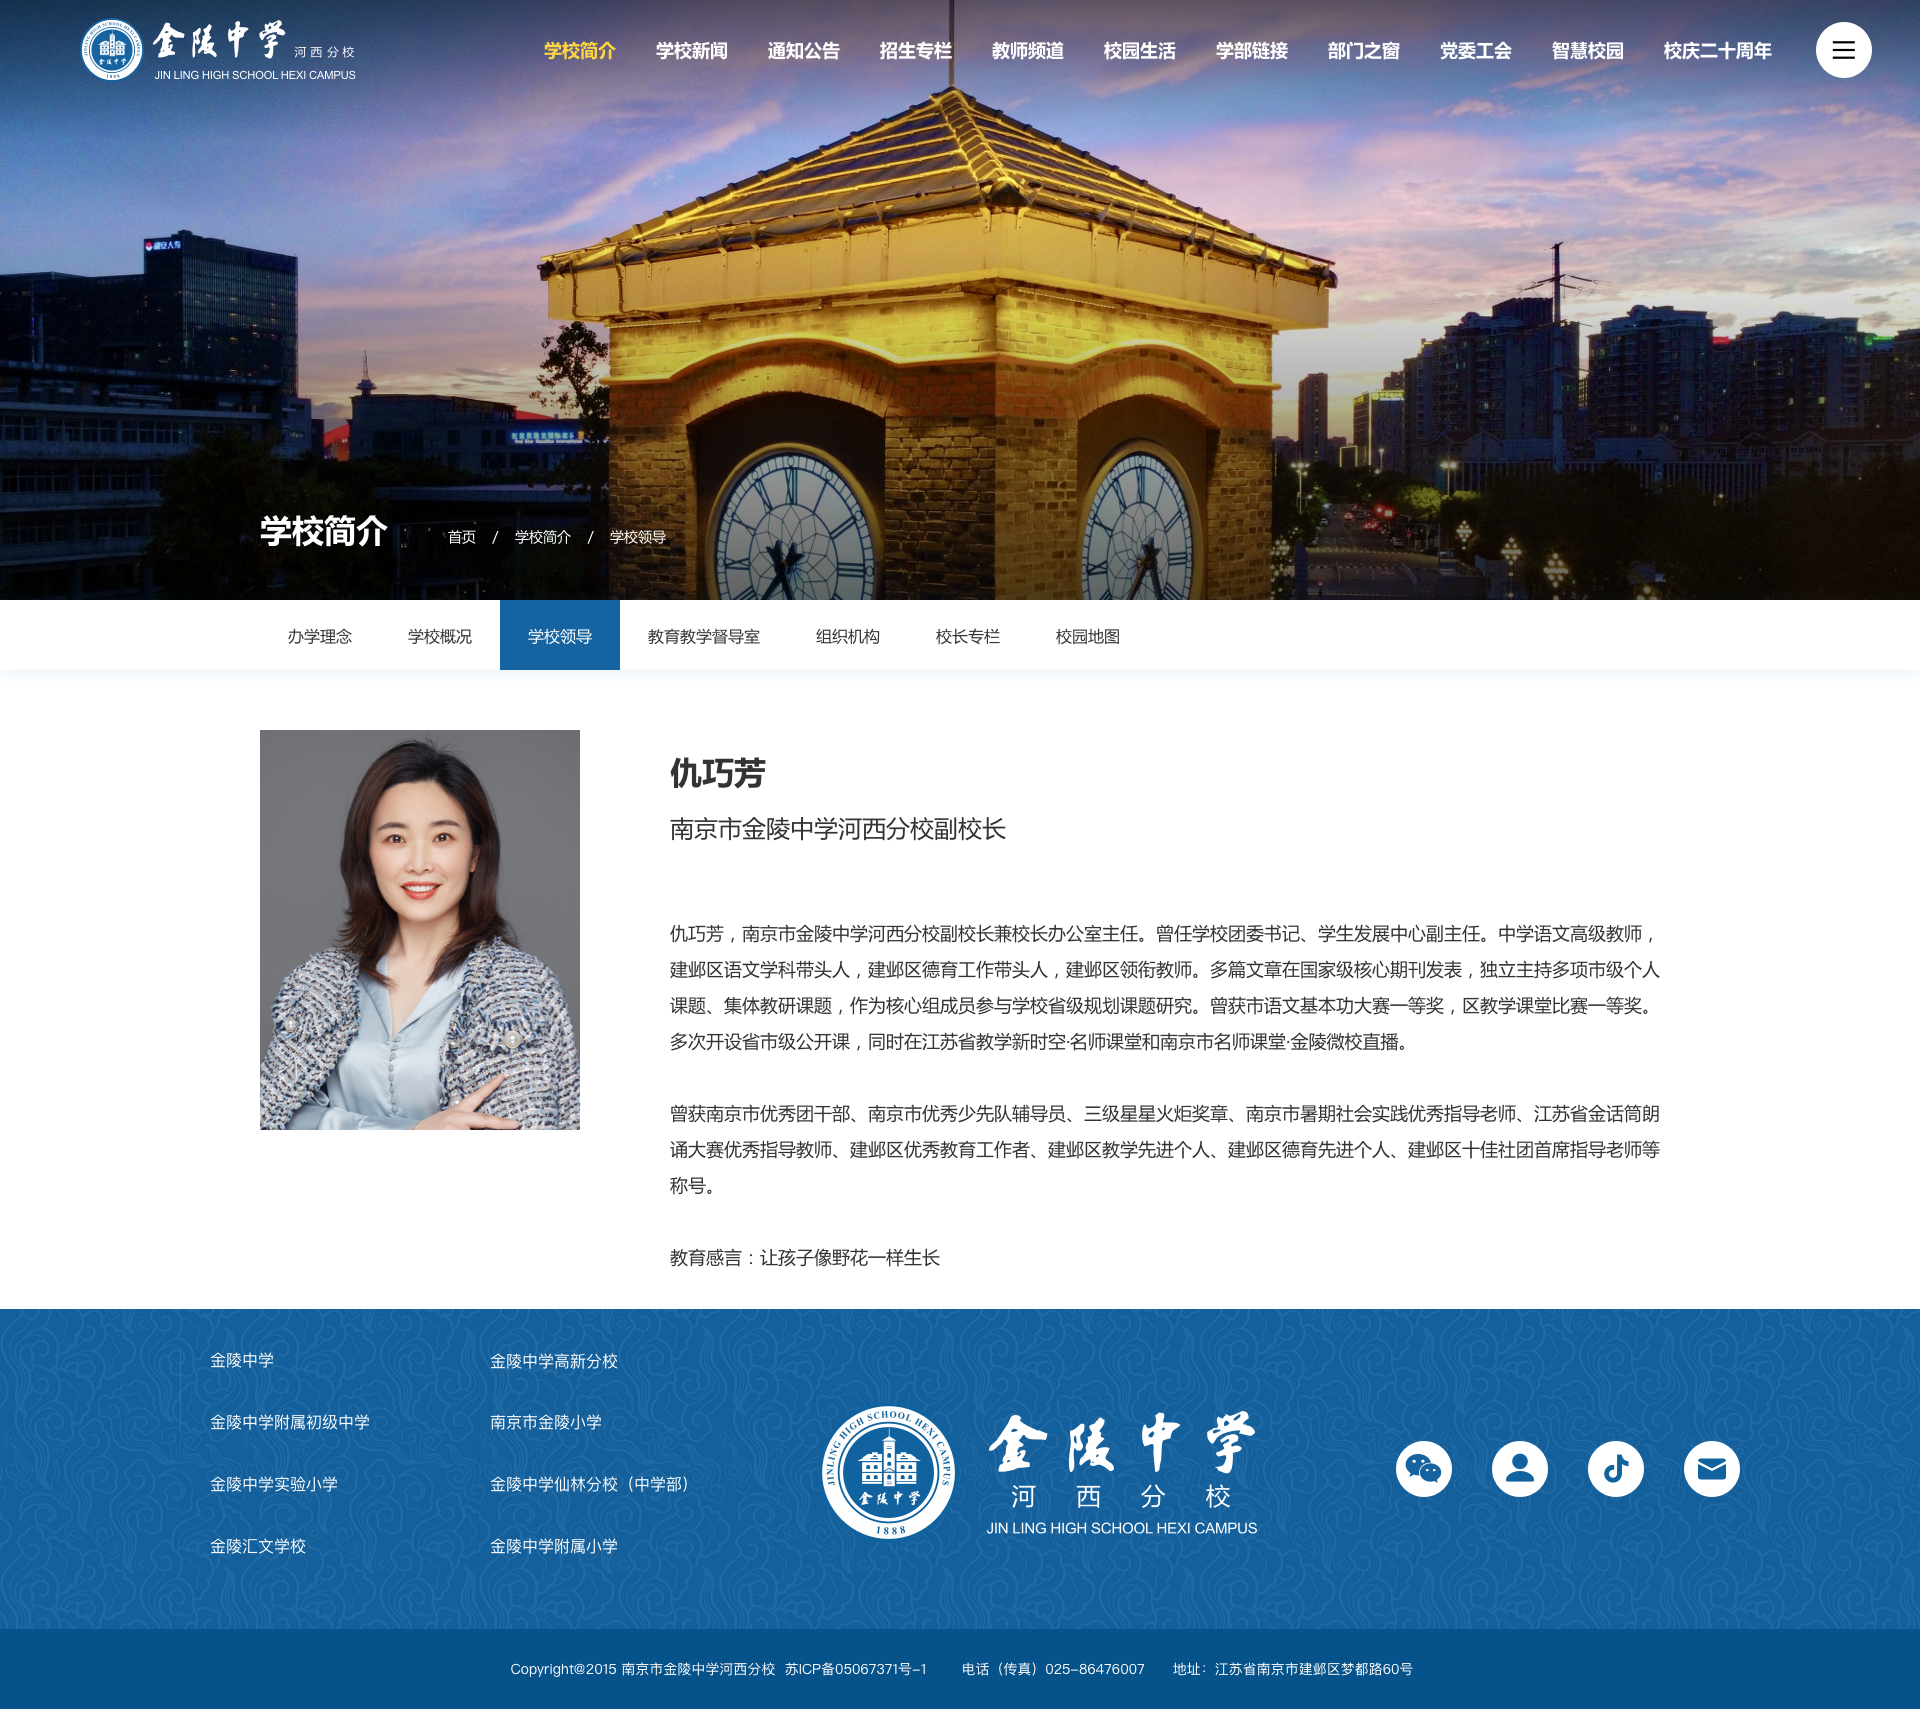 金陵中学 河西分校
JIN LING HIGH SCHOOL HEXI CAMPUS
学校简介 学校新闻 通知公告 招生专栏 教师频道 校园生活 学部链接 部门之窗 党委工会 智慧校园 校庆二十周年
学校简介 首页 / 学校简介 / 学校领导
办学理念 学校概况 学校领导 教育教学督导室 组织机构 校长专栏 校园地图
仇巧芳
南京市金陵中学河西分校副校长
仇巧芳，南京市金陵中学河西分校副校长兼校长办公室主任。曾任学校团委书记、学生发展中心副主任。中学语文高级教师，
建邺区语文学科带头人，建邺区德育工作带头人，建邺区领衔教师。多篇文章在国家级核心期刊发表，独立主持多项市级个人
课题、集体教研课题，作为核心组成员参与学校省级规划课题研究。曾获市语文基本功大赛一等奖，区教学课堂比赛一等奖。
多次开设省市级公开课，同时在江苏省教学新时空·名师课堂和南京市名师课堂·金陵微校直播。
曾获南京市优秀团干部、南京市优秀少先队辅导员、三级星星火炬奖章、南京市暑期社会实践优秀指导老师、江苏省金话筒朗
诵大赛优秀指导教师、建邺区优秀教育工作者、建邺区教学先进个人、建邺区德育先进个人、建邺区十佳社团首席指导老师等
称号。
教育感言：让孩子像野花一样生长
金陵中学 金陵中学高新分校
金陵中学附属初级中学 南京市金陵小学
金陵中学实验小学 金陵中学仙林分校（中学部）
金陵汇文学校 金陵中学附属小学
JINLING HIGH SCHOOL HEXI CAMPUS
金陵中学
1888
金陵中学
河西分校
JIN LING HIGH SCHOOL HEXI CAMPUS
Copyright@2015 南京市金陵中学河西分校 苏ICP备05067371号-1 电话（传真）025-86476007 地址：江苏省南京市建邺区梦都路60号